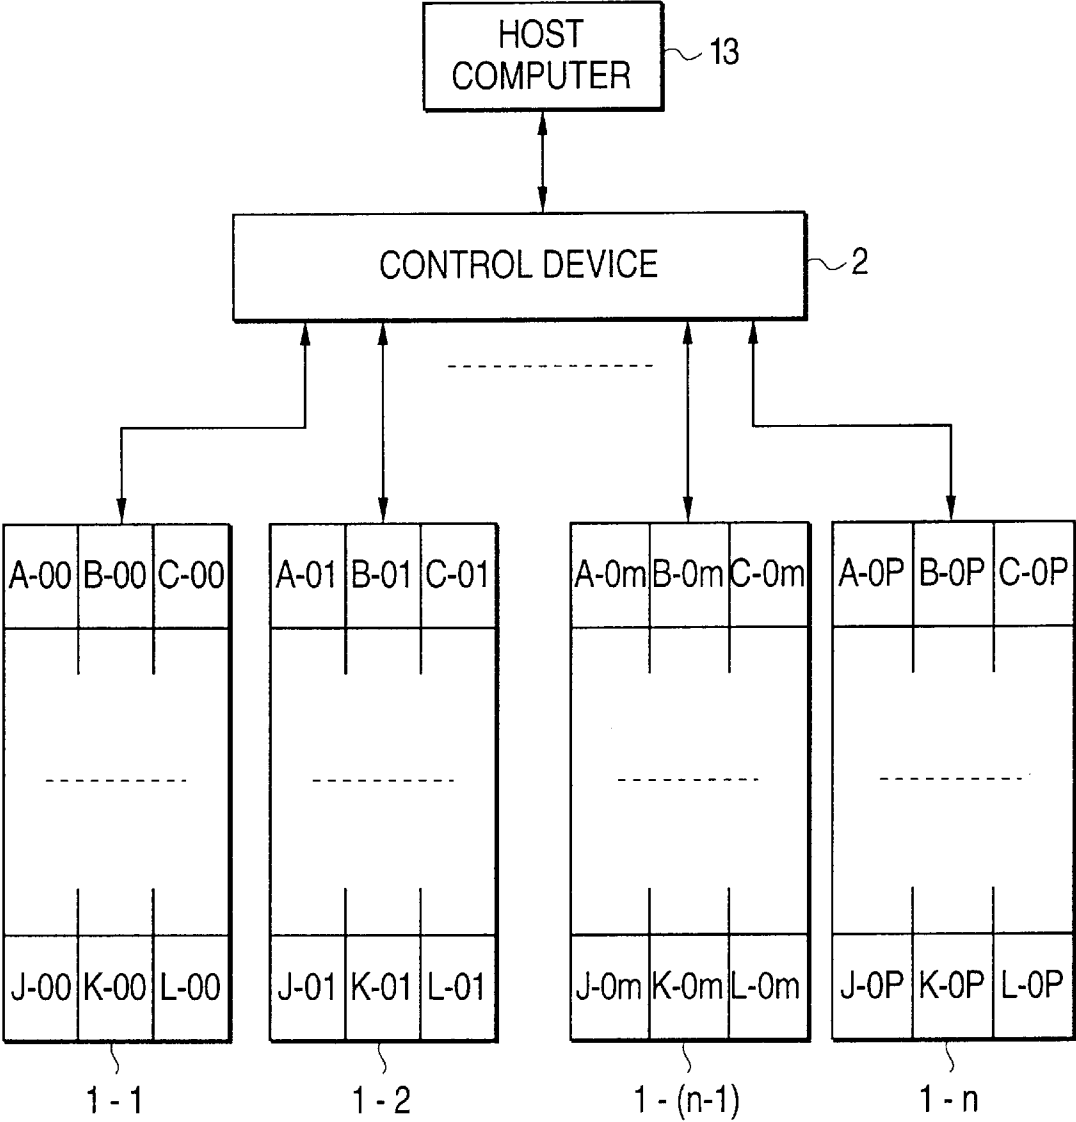 HOST
COMPUTER
13
CONTROL DEVICE
2
A-00 B-00 C-00
A-01 B-01 C-01
A-0m B-0m C-0m
A-0P B-0P C-0P
J-00 K-00 L-00
J-01 K-01 L-01
J-0m K-0m L-0m
J-0P K-0P L-0P
1 - 1
1 - 2
1 - (n-1)
1 - n